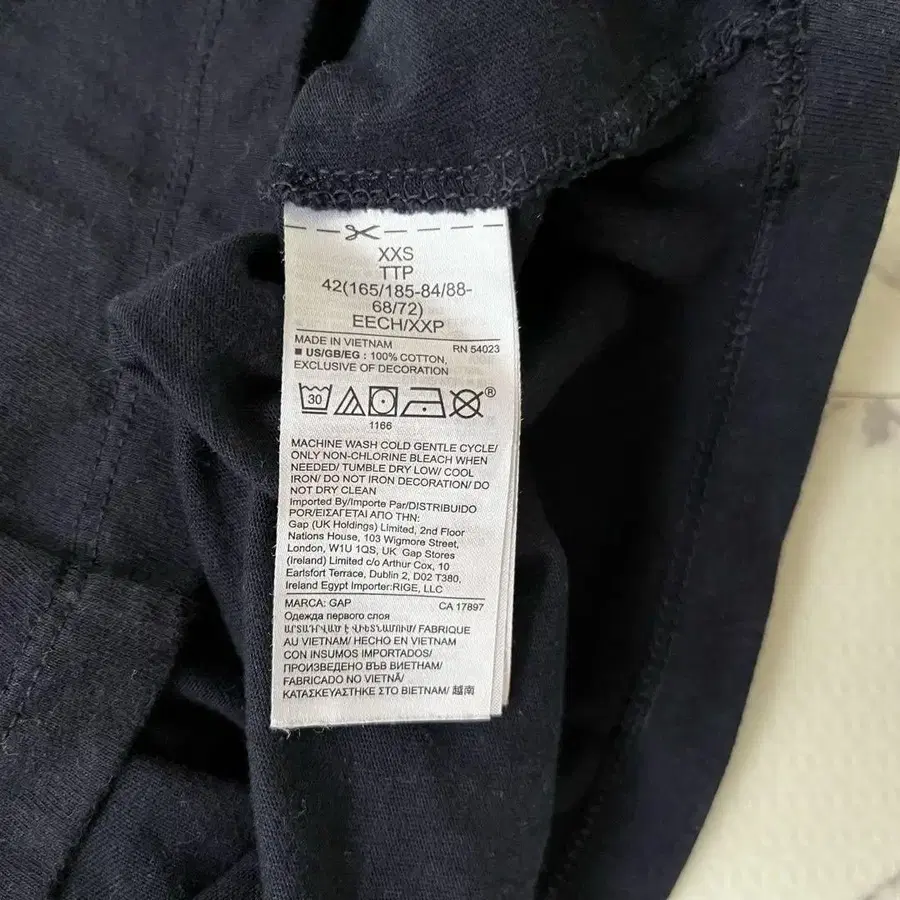 XXS
TTP
42(165/185-84/88-
68/72)
EECH/XXP
MADE IN VIETNAM RN 54023
■ US/GB/EG : 100% COTTON,
EXCLUSIVE OF DECORATION
30 ®
1166
MACHINE WASH COLD GENTLE CYCLE/
ONLY NON-CHLORINE BLEACH WHEN
NEEDED/ TUMBLE DRY LOW/ COOL
IRON/ DO NOT IRON DECORATION/ DO
NOT DRY CLEAN
Imported By/Importe Par/DISTRIBUIDO
POR/ΕΙΣΑΓΕΤΑΙ ΑΠΟ ΤΗΝ:
Gap (UK Holdings) Limited, 2nd Floor
Nations House, 103 Wigmore Street,
London, W1U 1QS, UK Gap Stores
(Ireland) Limited c/o Arthur Cox, 10
Earlsfort Terrace, Dublin 2, D02 T380,
Ireland Egypt Importer:RIGE, LLC
MARCA: GAP CA 17897
Одежда первого слоя
ԱՐՏԱԴՐՎԱԾ Է ՎԻԵՏՆԱՄՈՒՄ/ FABRIQUE
AU VIETNAM/ HECHO EN VIETNAM
CON INSUMOS IMPORTADOS/
ПРОИЗВЕДЕНО ВЪВ ВИЕТНАМ/
FABRICADO NO VIETNÃ/
ΚΑΤΑΣΚΕΥΑΣΤΗΚΕ ΣΤΟ ΒΙΕΤΝΑΜ/ 越南